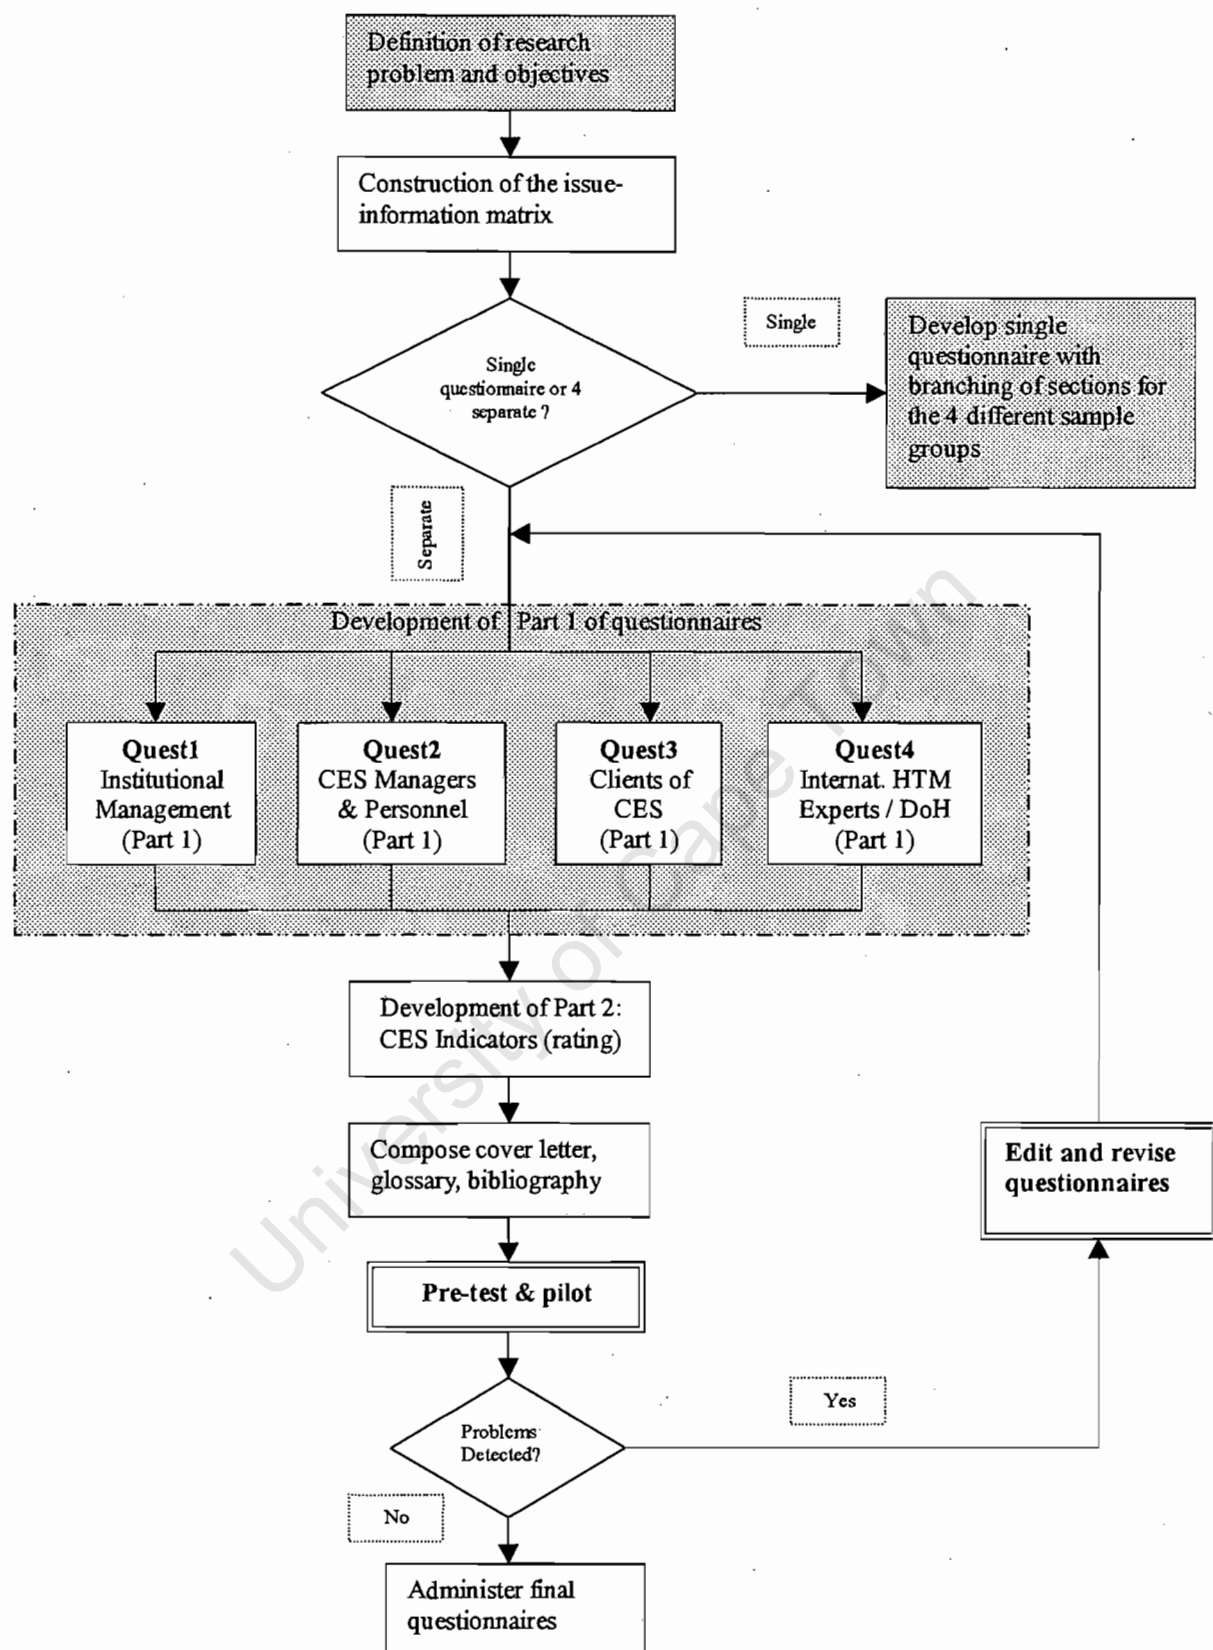 Definition of research
problem and objectives
Construction of the issue-
information matrix
Single
questionnaire or 4
separate ?
Single
Develop single
questionnaire with
branching of sections for
the 4 different sample
groups
Separate
Development of Part 1 of questionnaires
Quest1
Institutional
Management
(Part 1)
Quest2
CES Managers
& Personnel
(Part 1)
Quest3
Clients of
CES
(Part 1)
Quest4
Internat. HTM
Experts / DoH
(Part 1)
Development of Part 2:
CES Indicators (rating)
Compose cover letter,
glossary, bibliography
Edit and revise
questionnaires
Pre-test & pilot
Problems
Detected?
Yes
No
Administer final
questionnaires
University of Cape Town